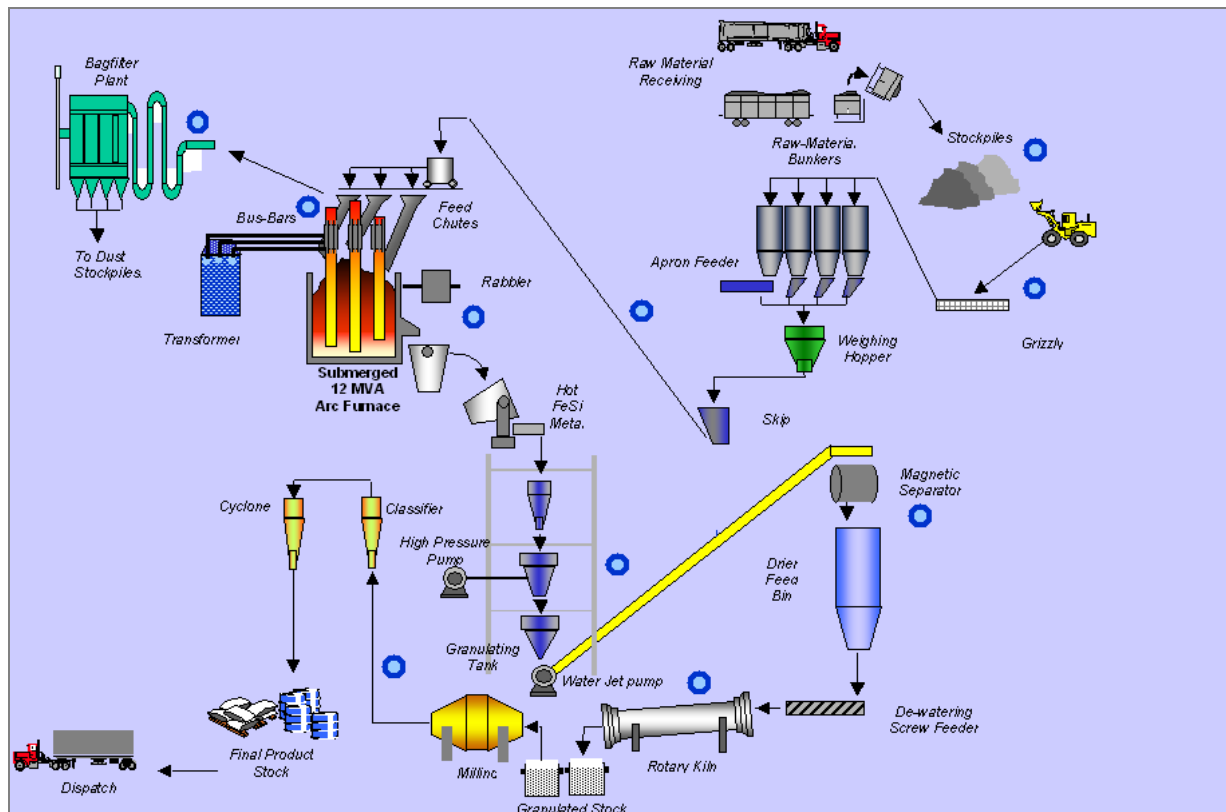 Raw Material
Receiving
Bagfilter
Plant
Stockpiles
Raw-Materia.
Bunkers
Bus-Bars
Feed
Chutes
To Dust
Stockpiles.
Apron Feeder
Rabbler
Transformer
Weighing
Hopper
Grizzly
Submerged
12 MVA
Arc Furnace
Hot
FeSi
Meta.
Skip
Magnetic
Separator
Cyclone
Classifier
High Pressure
Pump
Drier
Feed
Bin
Granulating
Tank
Water Jet pump
De-watering
Screw Feeder
Final Product
Stock
Millinc
Rotary Kiln
Dispatch
Granulated Stock